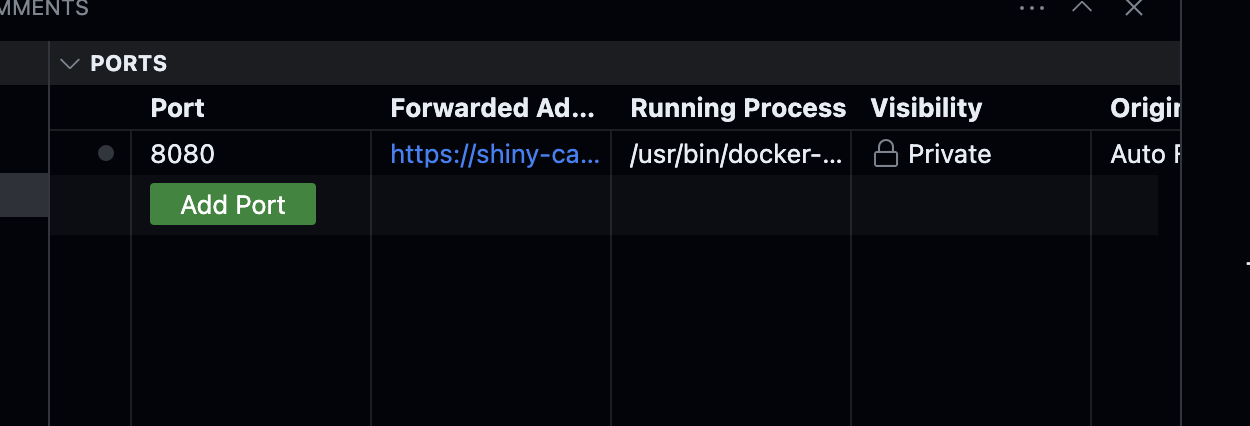 MMENTS
PORTS
Port Forwarded Ad... Running Process Visibility Origin
8080 https://shiny-ca... /usr/bin/docker-... Private Auto
Add Port